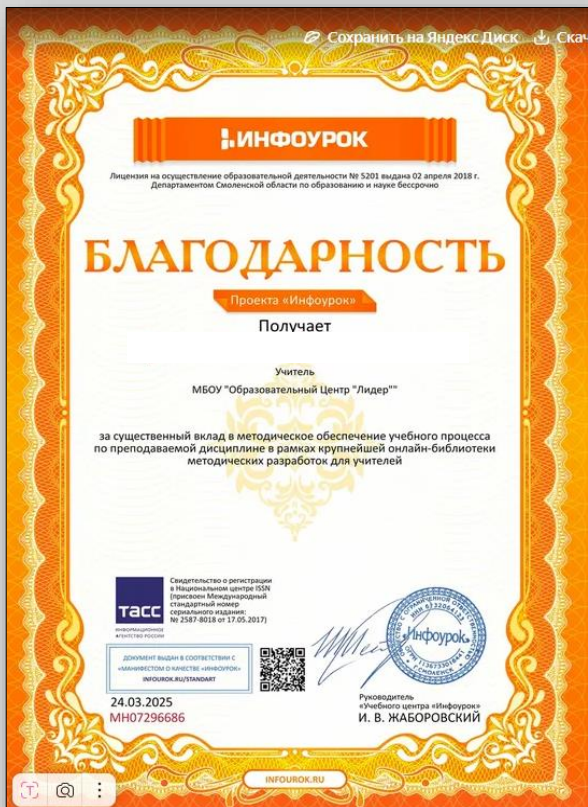 Сохранить на Яндекс Диск
Скач
ИНФОУРОК
Лицензия на осуществление образовательной деятельности № 5201 выдана 02 апреля 2018 г.
Департаментом Смоленской области по образованию и науке бессрочно
БЛАГОДАРНОСТЬ
Проекта «Инфоурок»
Получает
Учитель
МБОУ "Образовательный Центр "Лидер""
за существенный вклад в методическое обеспечение учебного процесса
по преподаваемой дисциплине в рамках крупнейшей онлайн-библиотеки
методических разработок для учителей
ТАСС
ИНФОРМАЦИОННОЕ
АГЕНТСТВО РОССИИ
Свидетельство о регистрации
в Национальном центре ISSN
(присвоен Международный
стандартный номер
сериального издания:
№ 2587-8018 от 17.05.2017)
ДОКУМЕНТ ВЫДАН В СООТВЕТСТВИИ С
«МАНИФЕСТОМ О КАЧЕСТВЕ «ИНФОУРОК»
INFOUROK.RU/STANDART
«Инфоурок»
24.03.2025
МН07296686
Руководитель
«Учебного центра «Инфоурок»
И. В. ЖАБОРОВСКИЙ
INFOUROK.RU